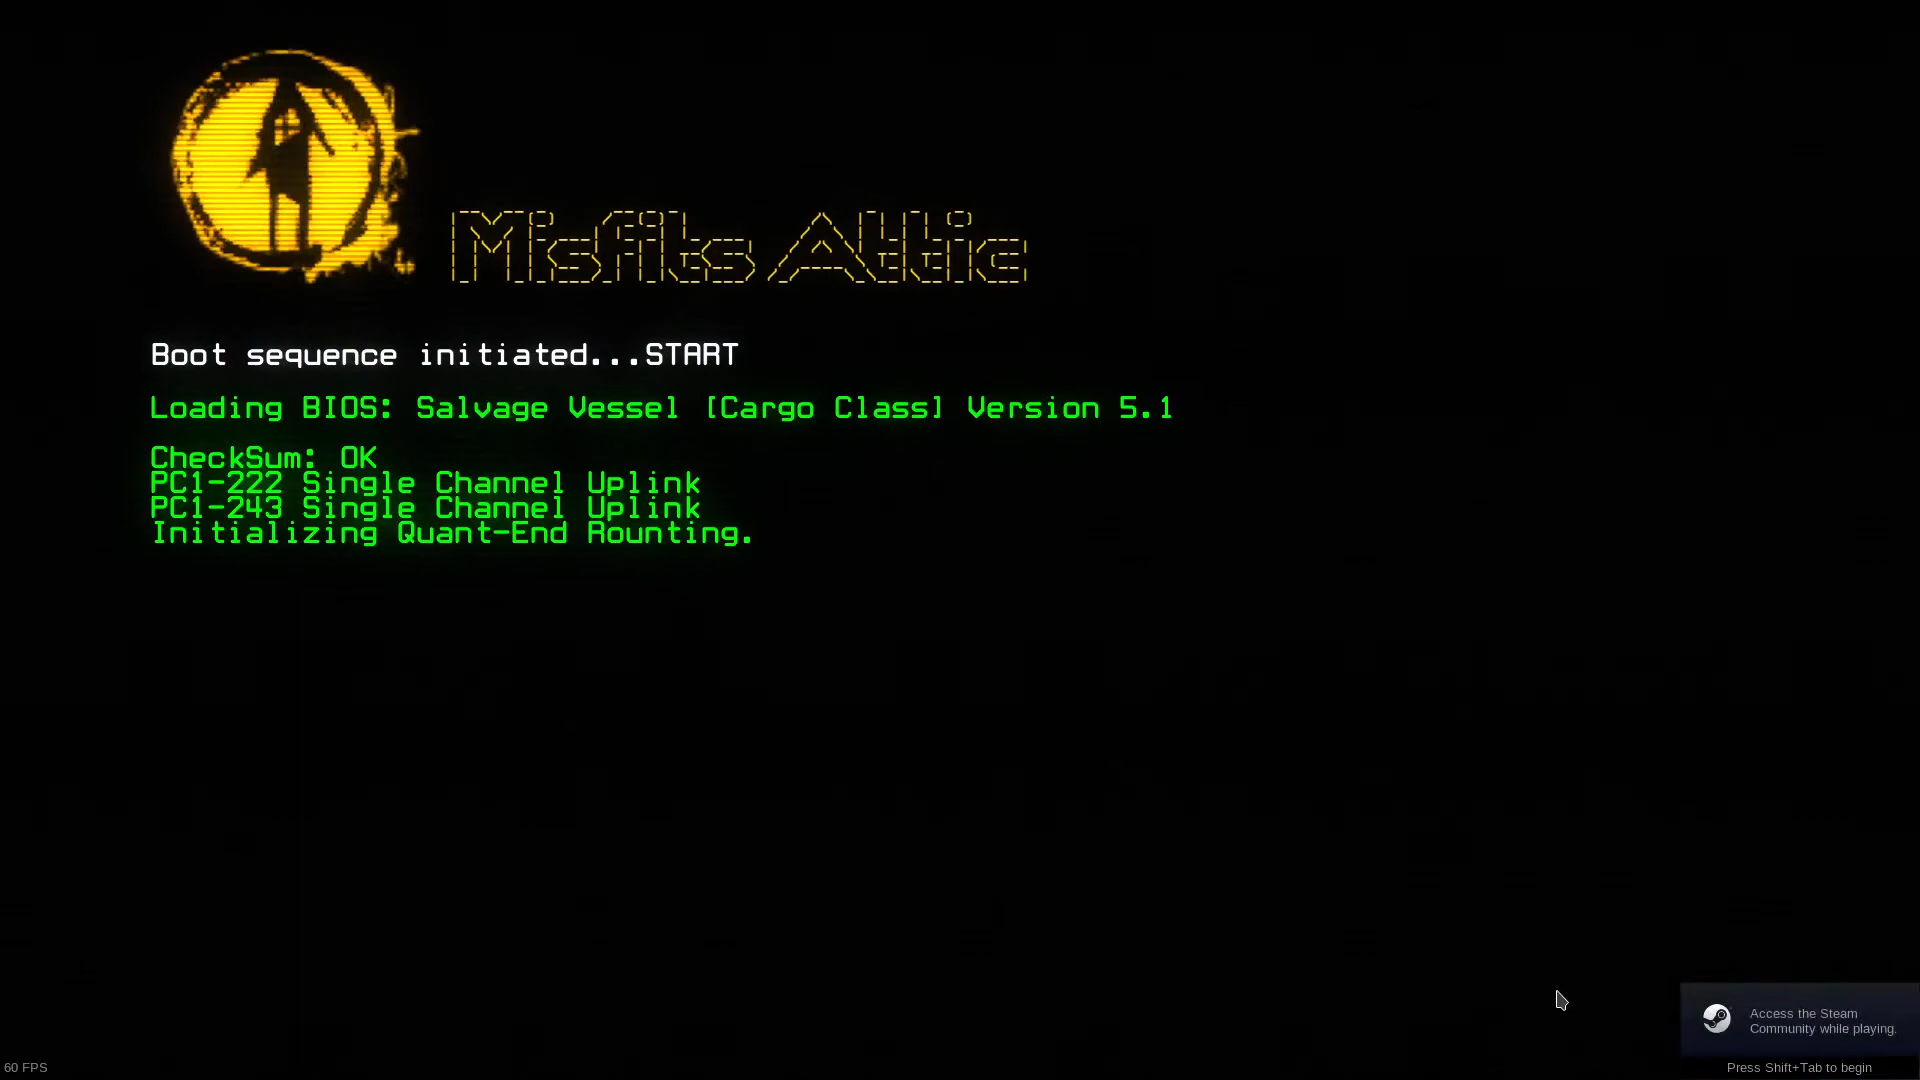 Misfits Attic
Boot sequence initiated...START
Loading BIOS: Salvage Vessel [Cargo Class] Version 5.1
CheckSum: OK
PC1-222 Single Channel Uplink
PC1-243 Single Channel Uplink
Initializing Quant-End Rounting.
Access the Steam
Community while playing.
Press Shift+Tab to begin
60 FPS